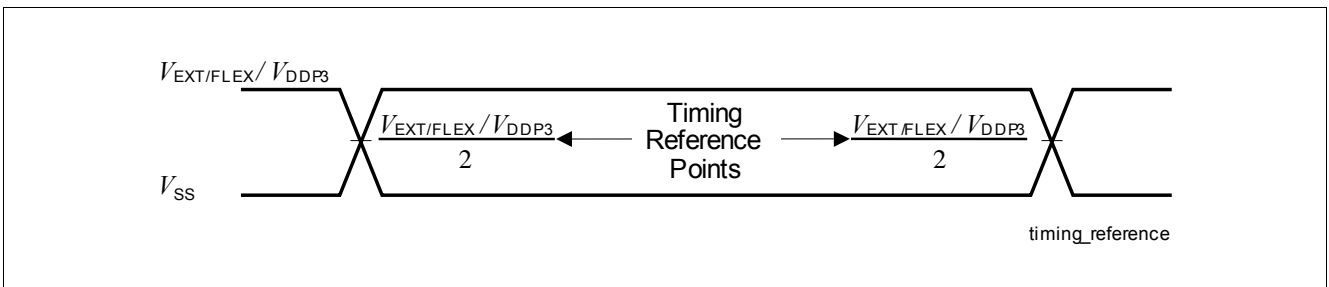 VEXT/FLEX / VDDP3
VEXT/FLEX / VDDP3
2
Timing
Reference
Points
VEXT/FLEX / VDDP3
2
VSS
timing_reference